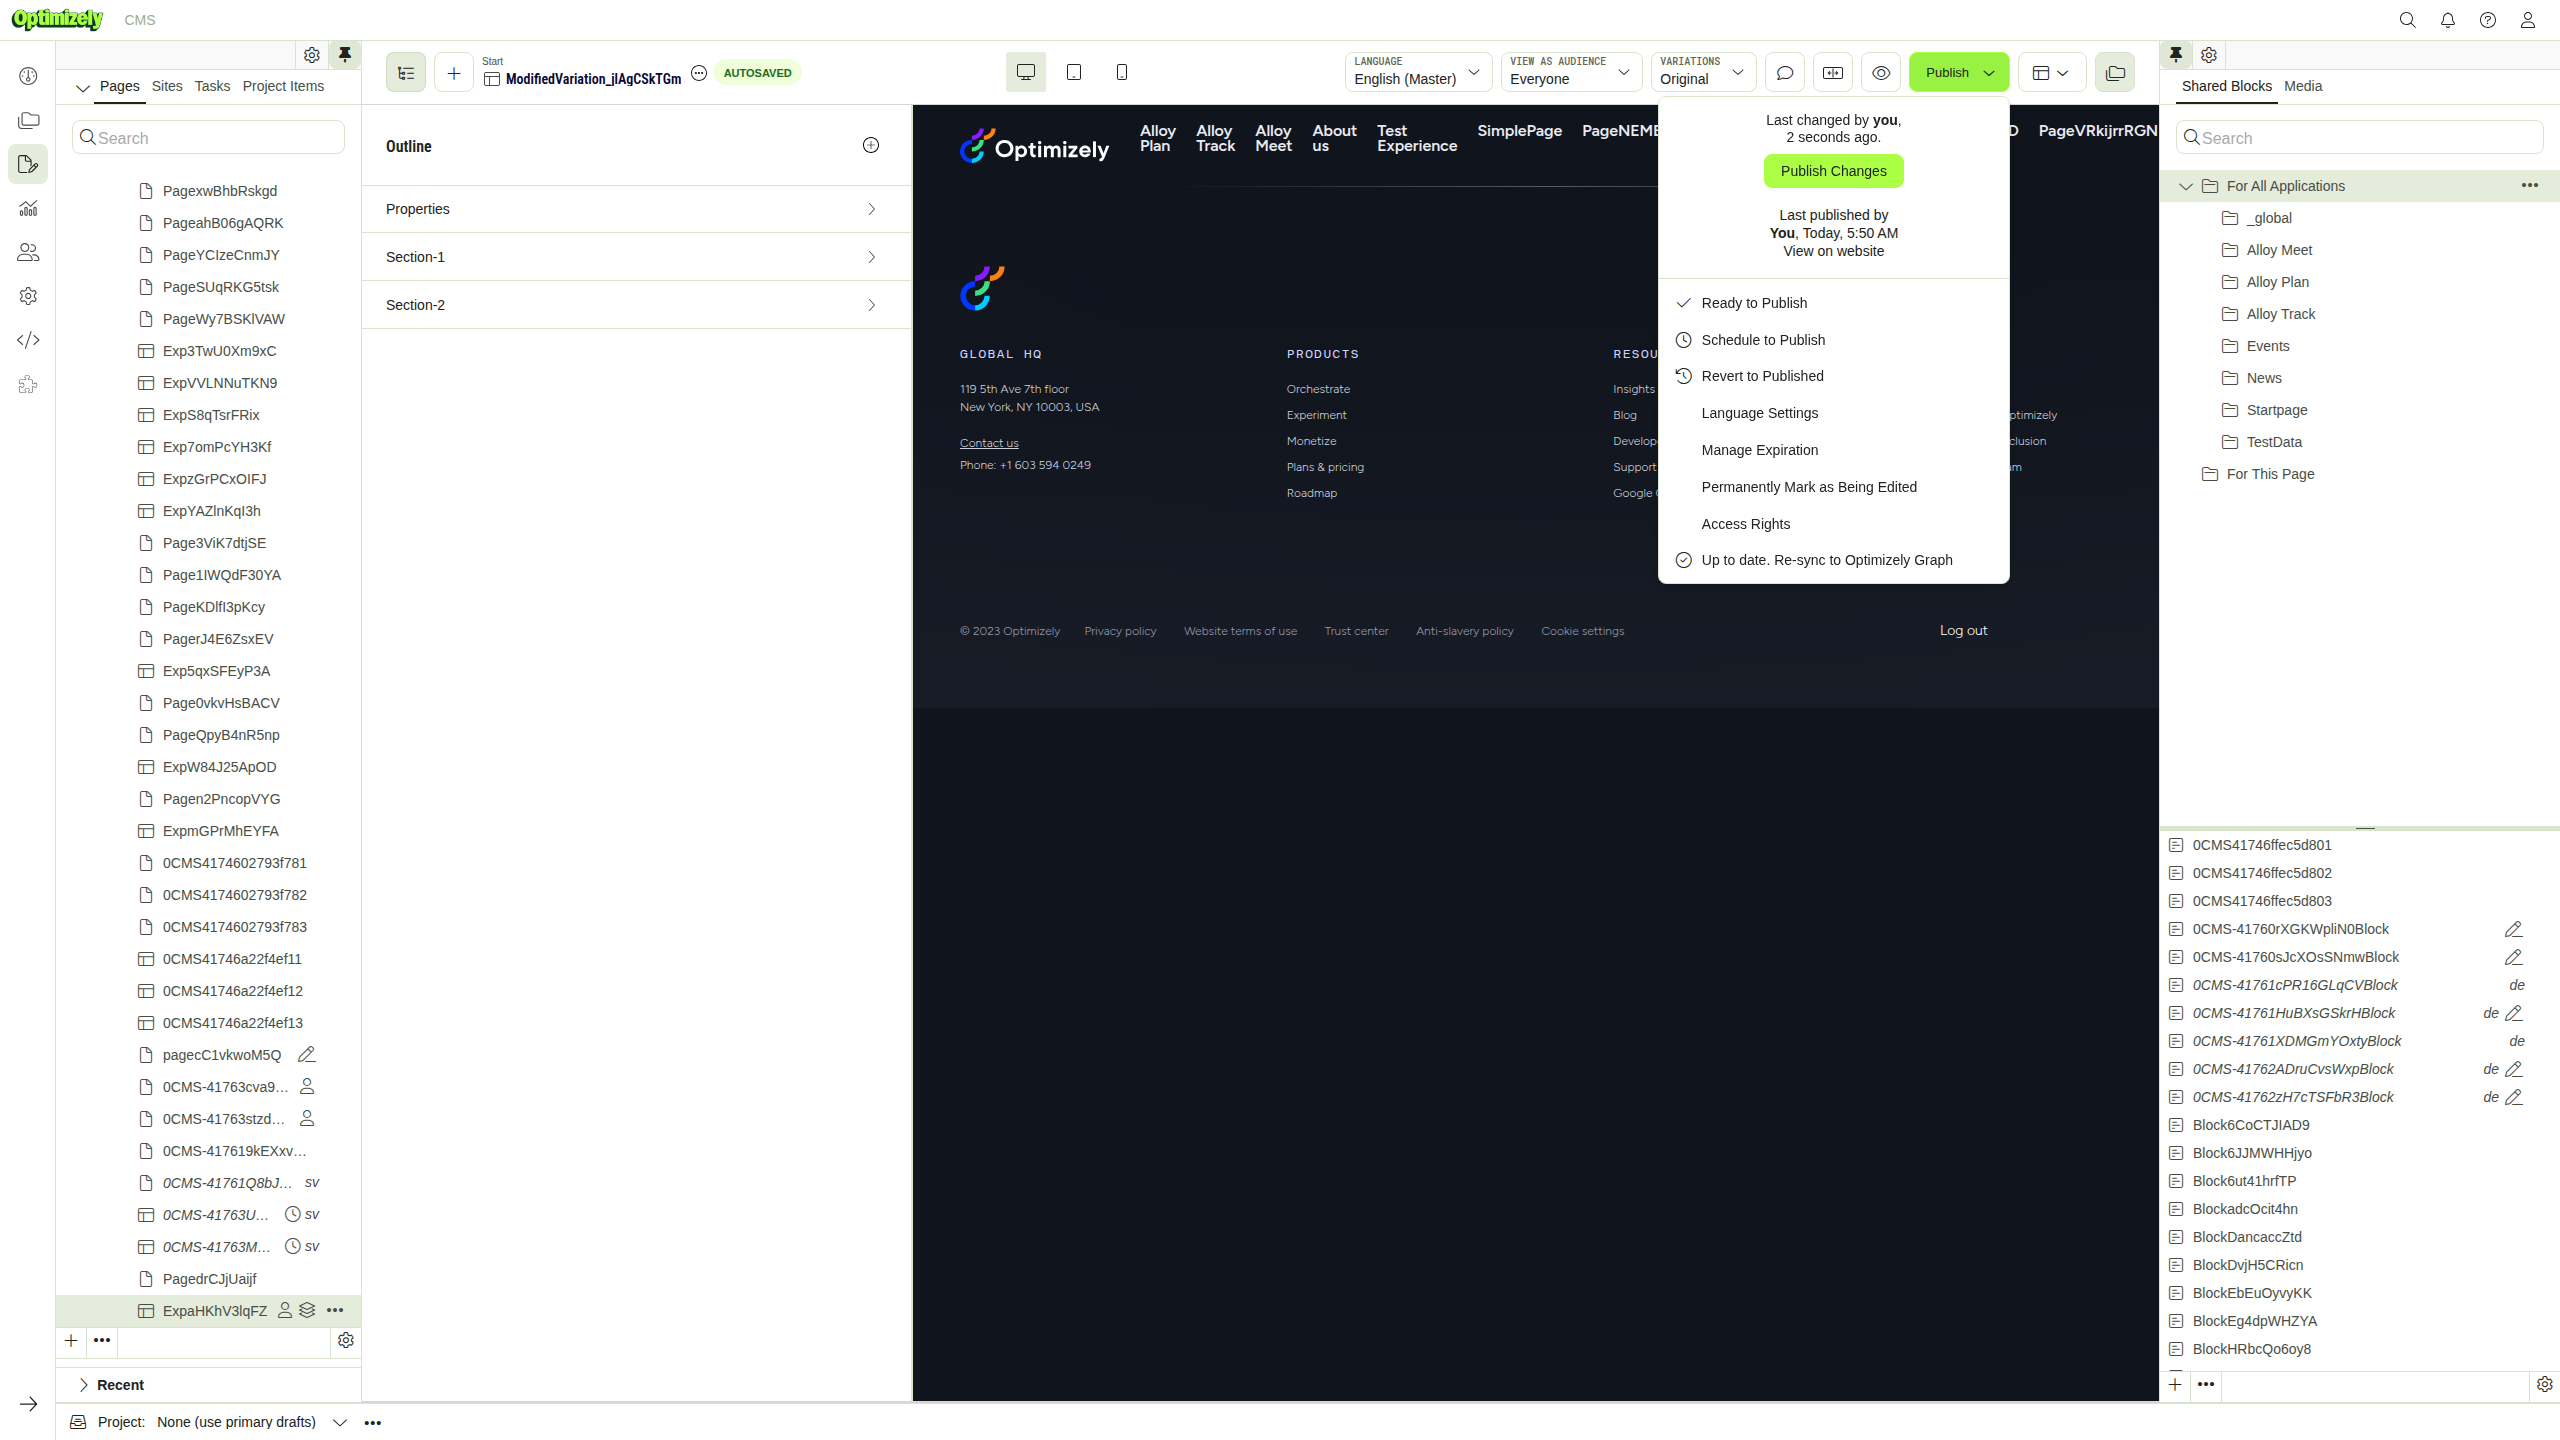 Optimizely CMS
Pages Sites Tasks Project Items
Search
PagexwBhbRskgd
PageahB06gAQRK
PageYCIzeCnmJY
PageSUqRKG5tsk
PageWy7BSKlVAW
Exp3TwU0Xm9xC
ExpVVLNNuTKN9
ExpS8qTsrFRix
Exp7omPcYH3Kf
ExpzGrPCxOIFJ
ExpYAZlnKqI3h
Page3ViK7dtjSE
Page1IWQdF30YA
PageKDlfI3pKcy
PagerJ4E6ZsxEV
Exp5qxSFEyP3A
Page0vkvHsBACV
PageQpyB4nR5np
ExpW84J25ApOD
Pagen2PncopVYG
ExpmGPrMhEYFA
0CMS4174602793f781
0CMS4174602793f782
0CMS4174602793f783
0CMS41746a22f4ef11
0CMS41746a22f4ef12
0CMS41746a22f4ef13
pagecC1vkwoM5Q
0CMS-41763cva9...
0CMS-41763stzd...
0CMS-417619kEXxv...
0CMS-41761Q8bJ... sv
0CMS-41763U... sv
0CMS-41763M... sv
PagedrCJjUaijf
ExpaHKhV3lqFZ
Recent
Project: None (use primary drafts)
Start
ModifiedVariation_jlAgCSkTGm
AUTOSAVED
LANGUAGE
English (Master)
VIEW AS AUDIENCE
Everyone
VARIATIONS
Original
Publish
Outline
Properties
Section-1
Section-2
Optimizely
Alloy Plan
Alloy Track
Alloy Meet
About us
Test Experience
SimplePage
PageNEME
D
PageVRkijrrRGN
GLOBAL HQ
119 5th Ave 7th floor
New York, NY 10003, USA
Contact us
Phone: +1 603 594 0249
PRODUCTS
Orchestrate
Experiment
Monetize
Plans & pricing
Roadmap
RESOU
Insights
Blog
Develope
Support
Google
ptimizely
clusion
am
© 2023 Optimizely Privacy policy Website terms of use Trust center Anti-slavery policy Cookie settings
Log out
Last changed by you,
2 seconds ago.
Publish Changes
Last published by
You, Today, 5:50 AM
View on website
Ready to Publish
Schedule to Publish
Revert to Published
Language Settings
Manage Expiration
Permanently Mark as Being Edited
Access Rights
Up to date. Re-sync to Optimizely Graph
Shared Blocks Media
Search
For All Applications
_global
Alloy Meet
Alloy Plan
Alloy Track
Events
News
Startpage
TestData
For This Page
0CMS41746ffec5d801
0CMS41746ffec5d802
0CMS41746ffec5d803
0CMS-41760rXGKWpliN0Block
0CMS-41760sJcXOsSNmwBlock
0CMS-41761cPR16GLqCVBlock de
0CMS-41761HuBXsGSkrHBlock de
0CMS-41761XDMGmYOxtyBlock de
0CMS-41762ADruCvsWxpBlock de
0CMS-41762zH7cTSFbR3Block de
Block6CoCTJIAD9
Block6JJMWHHjyo
Block6ut41hrfTP
BlockadcOcit4hn
BlockDancaccZtd
BlockDvjH5CRicn
BlockEbEuOyvyKK
BlockEg4dpWHZYA
BlockHRbcQo6oy8